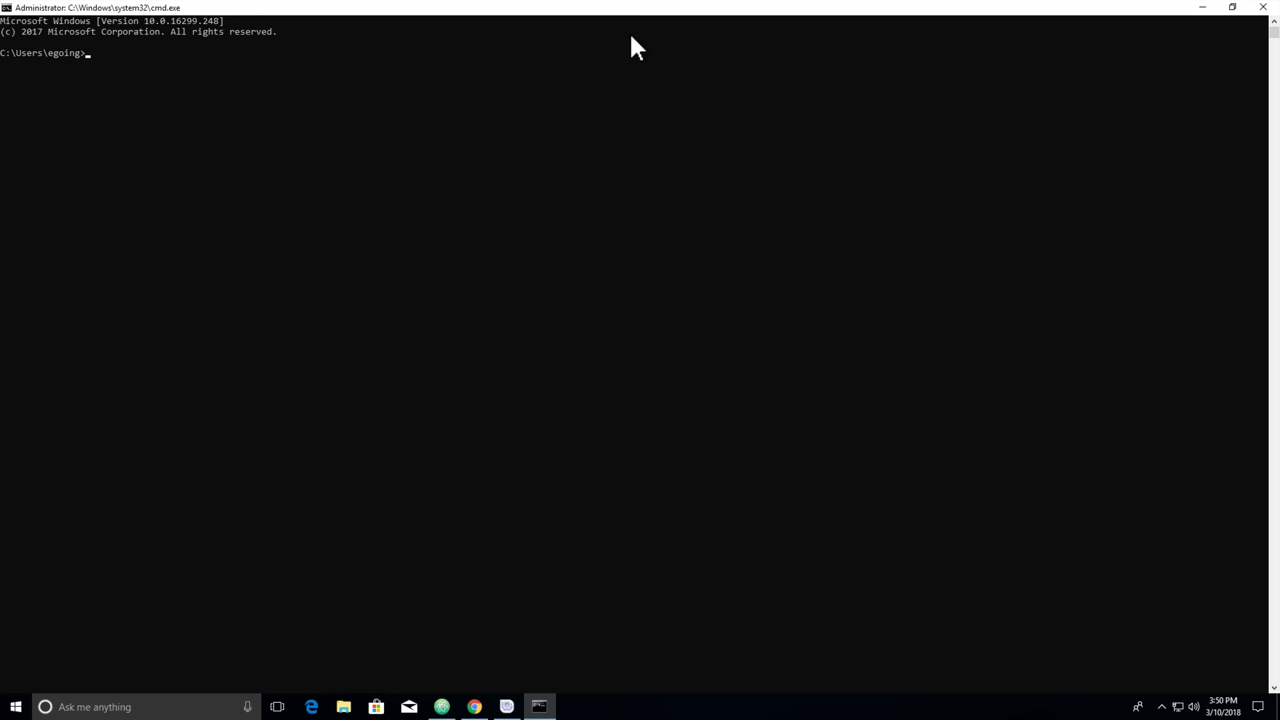 Administrator: C:\Windows\system32\cmd.exe
Microsoft Windows [Version 10.0.16299.248]
(c) 2017 Microsoft Corporation. All rights reserved.
C:\Users\egoing>_
Ask me anything
3:50 PM
3/10/2018